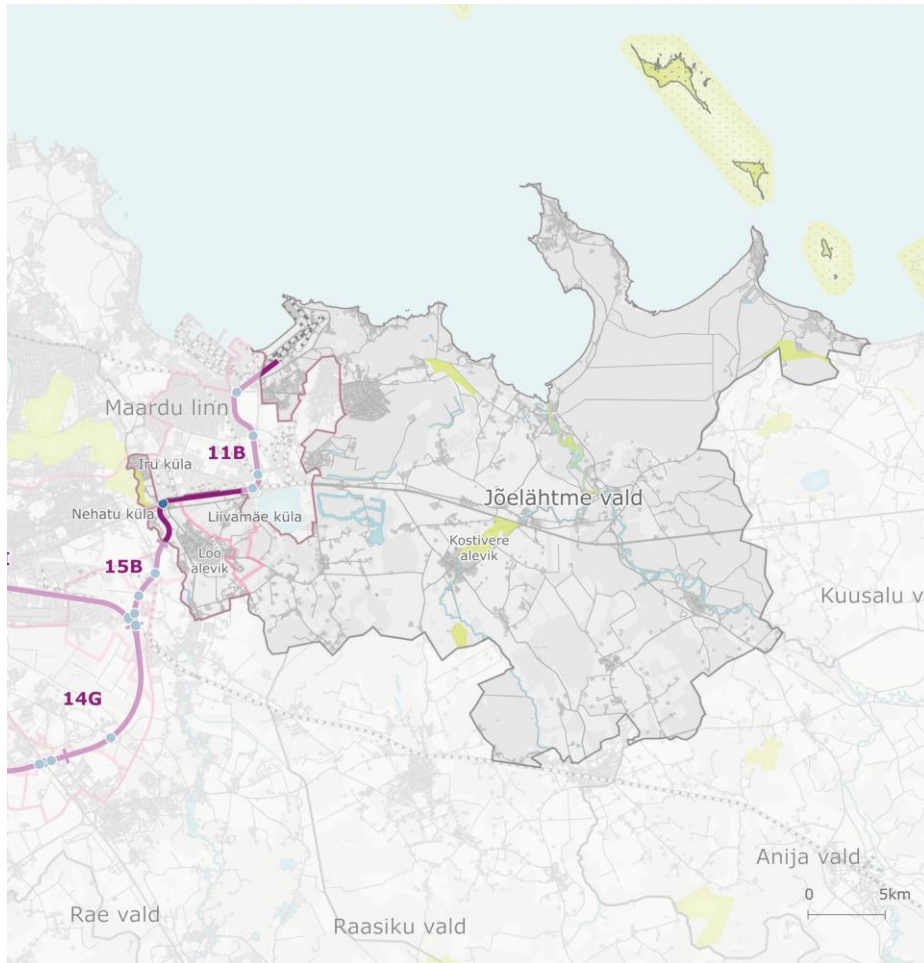 Maardu linn
11B
Iru küla
Jõelähtme vald
Nehatu küla
Liivamäe küla
Kostivere
alevik
Loo
alevik
15B
Kuusalu v
14G
Anija vald
0 5km
Rae vald
Raasiku vald